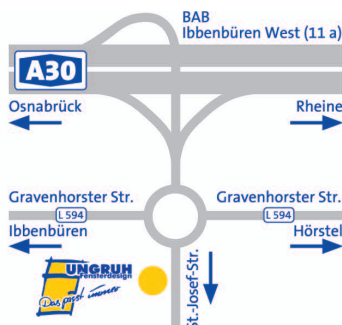 BAB
Ibbenbüren West (11 a)
A30
Osnabrück
Rheine
Gravenhorster Str.
Gravenhorster Str.
L 594
L 594
Ibbenbüren
Hörstel
UNGRUH
Fensterdesign
Das passt immer
St.-Josef-Str.